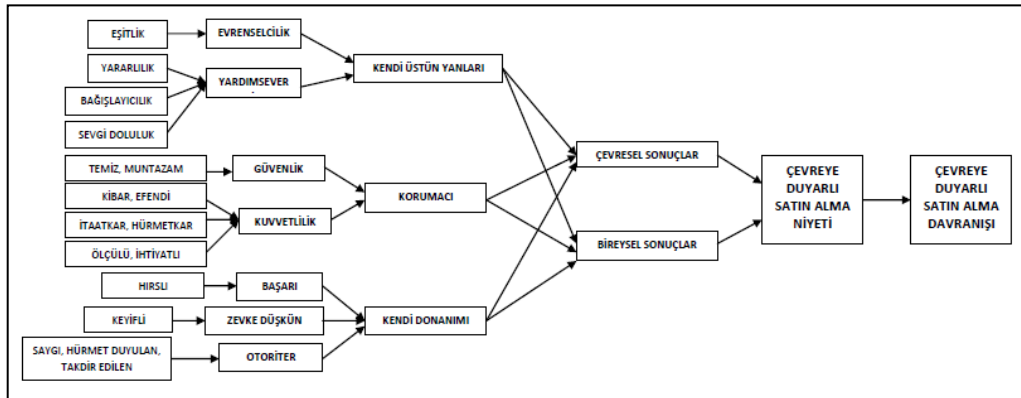 EŞİTLİK
EVRENSELCİLİK
YARARLILIK
YARDIMSEVER
BAĞIŞLAYICILIK
SEVGİ DOLULUK
KENDİ ÜSTÜN YANLARI
TEMİZ, MUNTAZAM
GÜVENLİK
KİBAR, EFENDİ
İTAATKAR, HÜRMETKAR
KUVVETLİLİK
ÖLÇÜLÜ, İHTİYATLI
KORUMACI
HIRSLI
BAŞARI
KEYİFLİ
ZEVKE DÜŞKÜN
SAYGI, HÜRMET DUYULAN,
TAKDİR EDİLEN
OTORİTER
KENDİ DONANIMI
ÇEVRESEL SONUÇLAR
BİREYSEL SONUÇLAR
ÇEVREYE
DUYARLI
SATIN ALMA
NİYETİ
ÇEVREYE
DUYARLI
SATIN ALMA
DAVRANIŞI